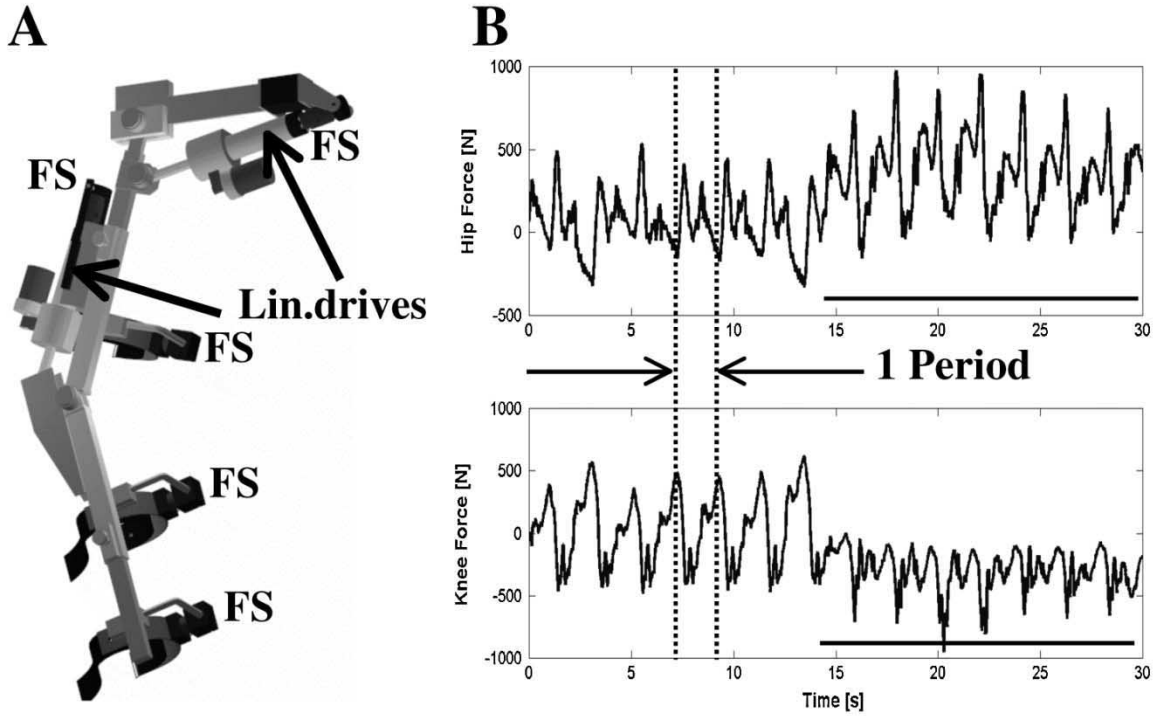 A
FS
FS
Lin.drives
FS
FS
FS
B
1000
500
0
-500
Hip Force [N]
0 5 10 15 20 25 30
1 Period
1000
500
0
-500
-1000
Knee Force [N]
0 5 10 15 20 25 30
Time [s]